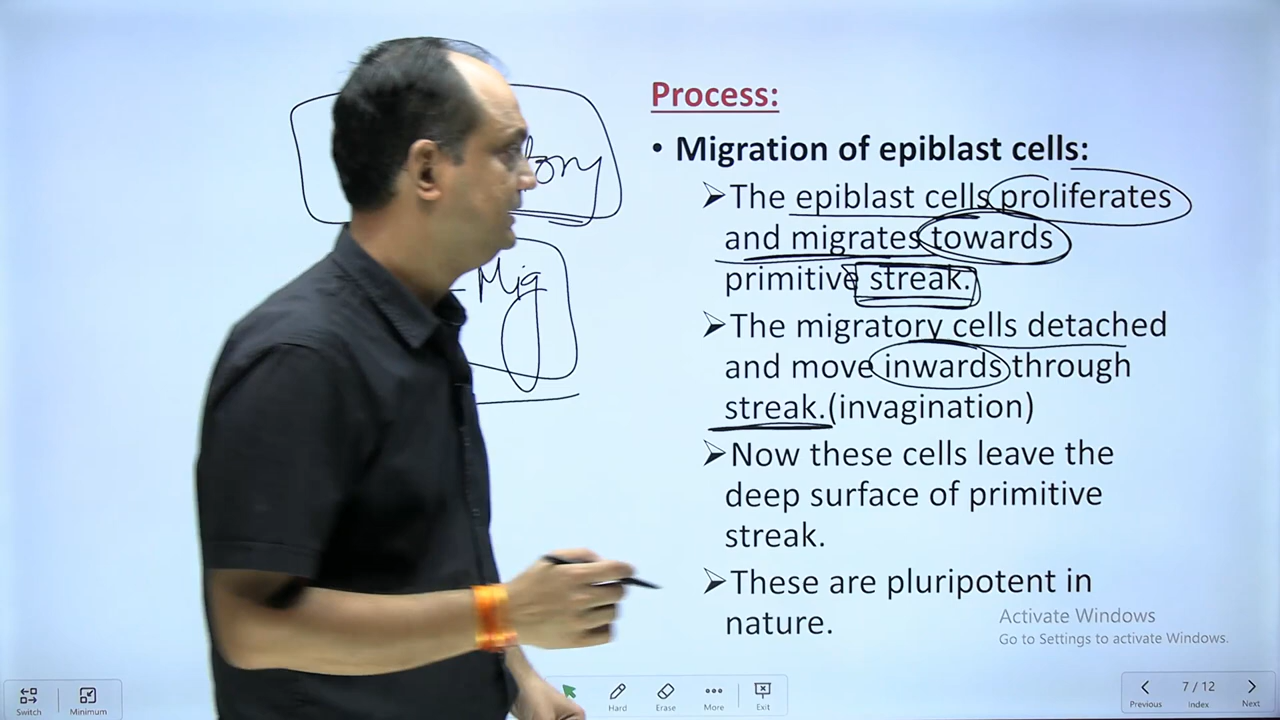 Process:
• Migration of epiblast cells:
➢The epiblast cells proliferates
and migrates towards
primitive streak.
➢The migratory cells detached
and move inwards through
streak.(invagination)
➢Now these cells leave the
deep surface of primitive
streak.
➢These are pluripotent in
nature.
- Mig
Activate Windows
Go to Settings to activate Windows.
Switch
Minimum
Hard
Erase
More
Exit
Previous
7 / 12
Index
Next